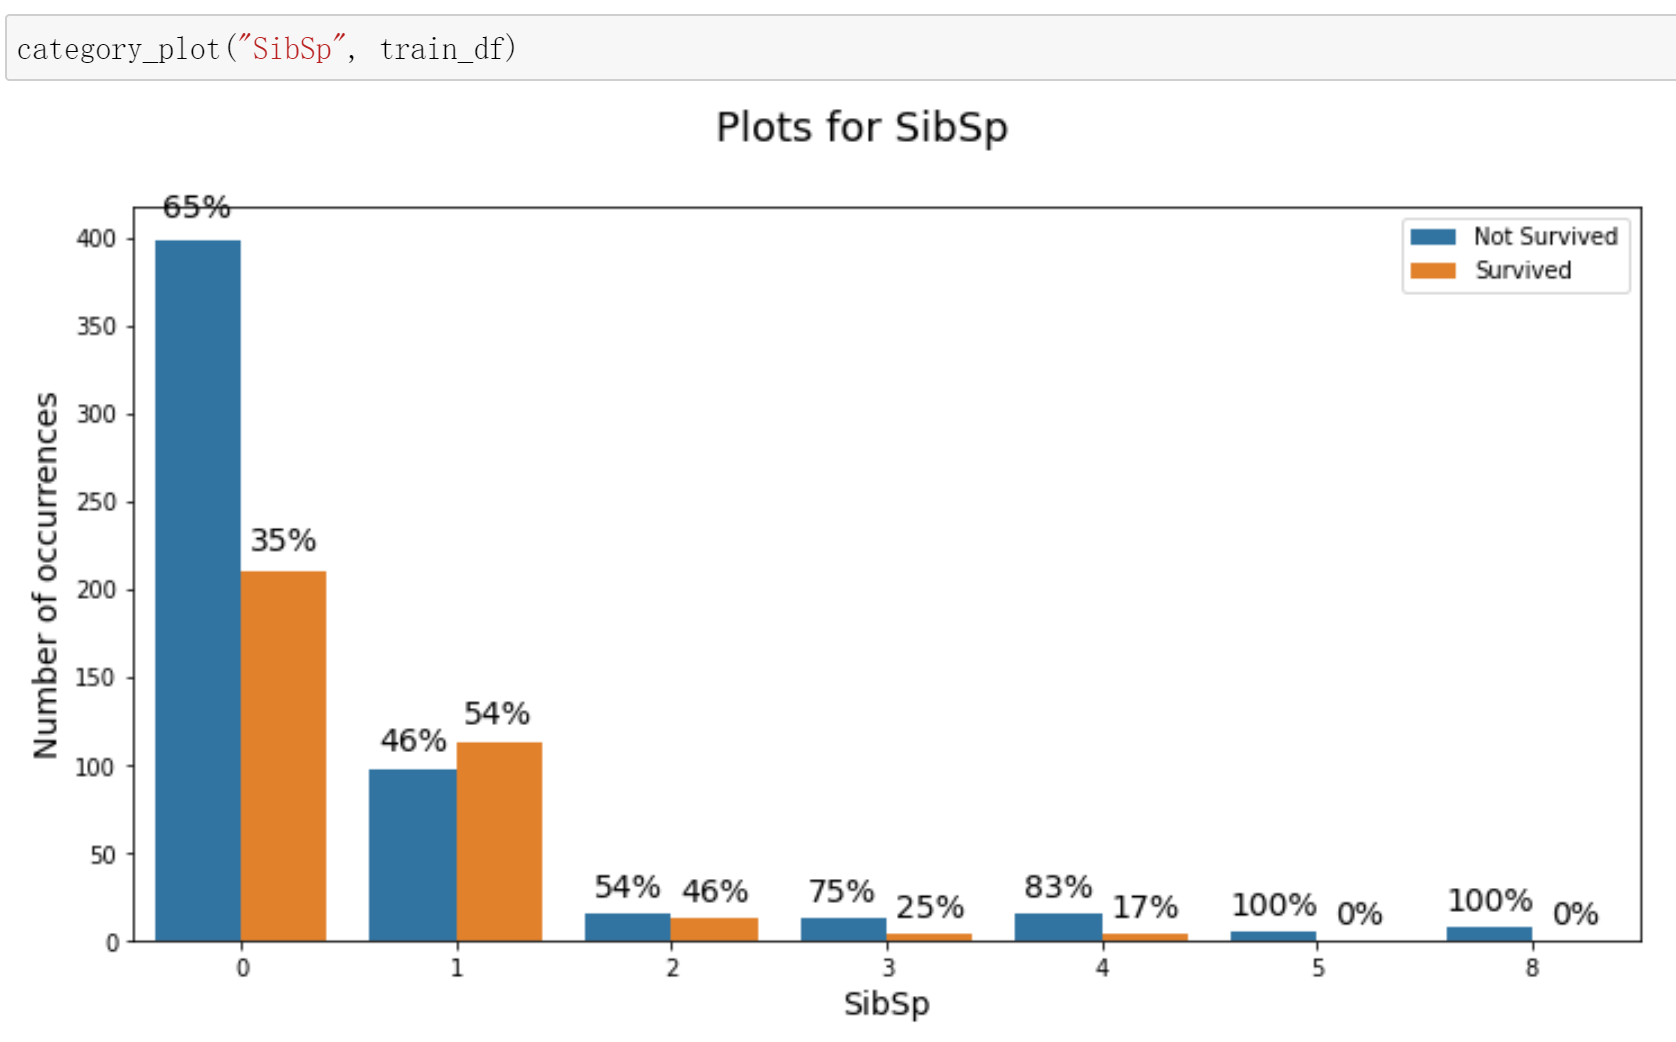 category_plot("SibSp", train_df)
Plots for SibSp
65%
400
Not Survived
Survived
350
300
250
35%
200
150
54%
46%
100
50
54% 46% 75% 25% 83% 17% 100% 0% 100% 0%
0
0 1 2 3 4 5 8
SibSp
Number of occurrences